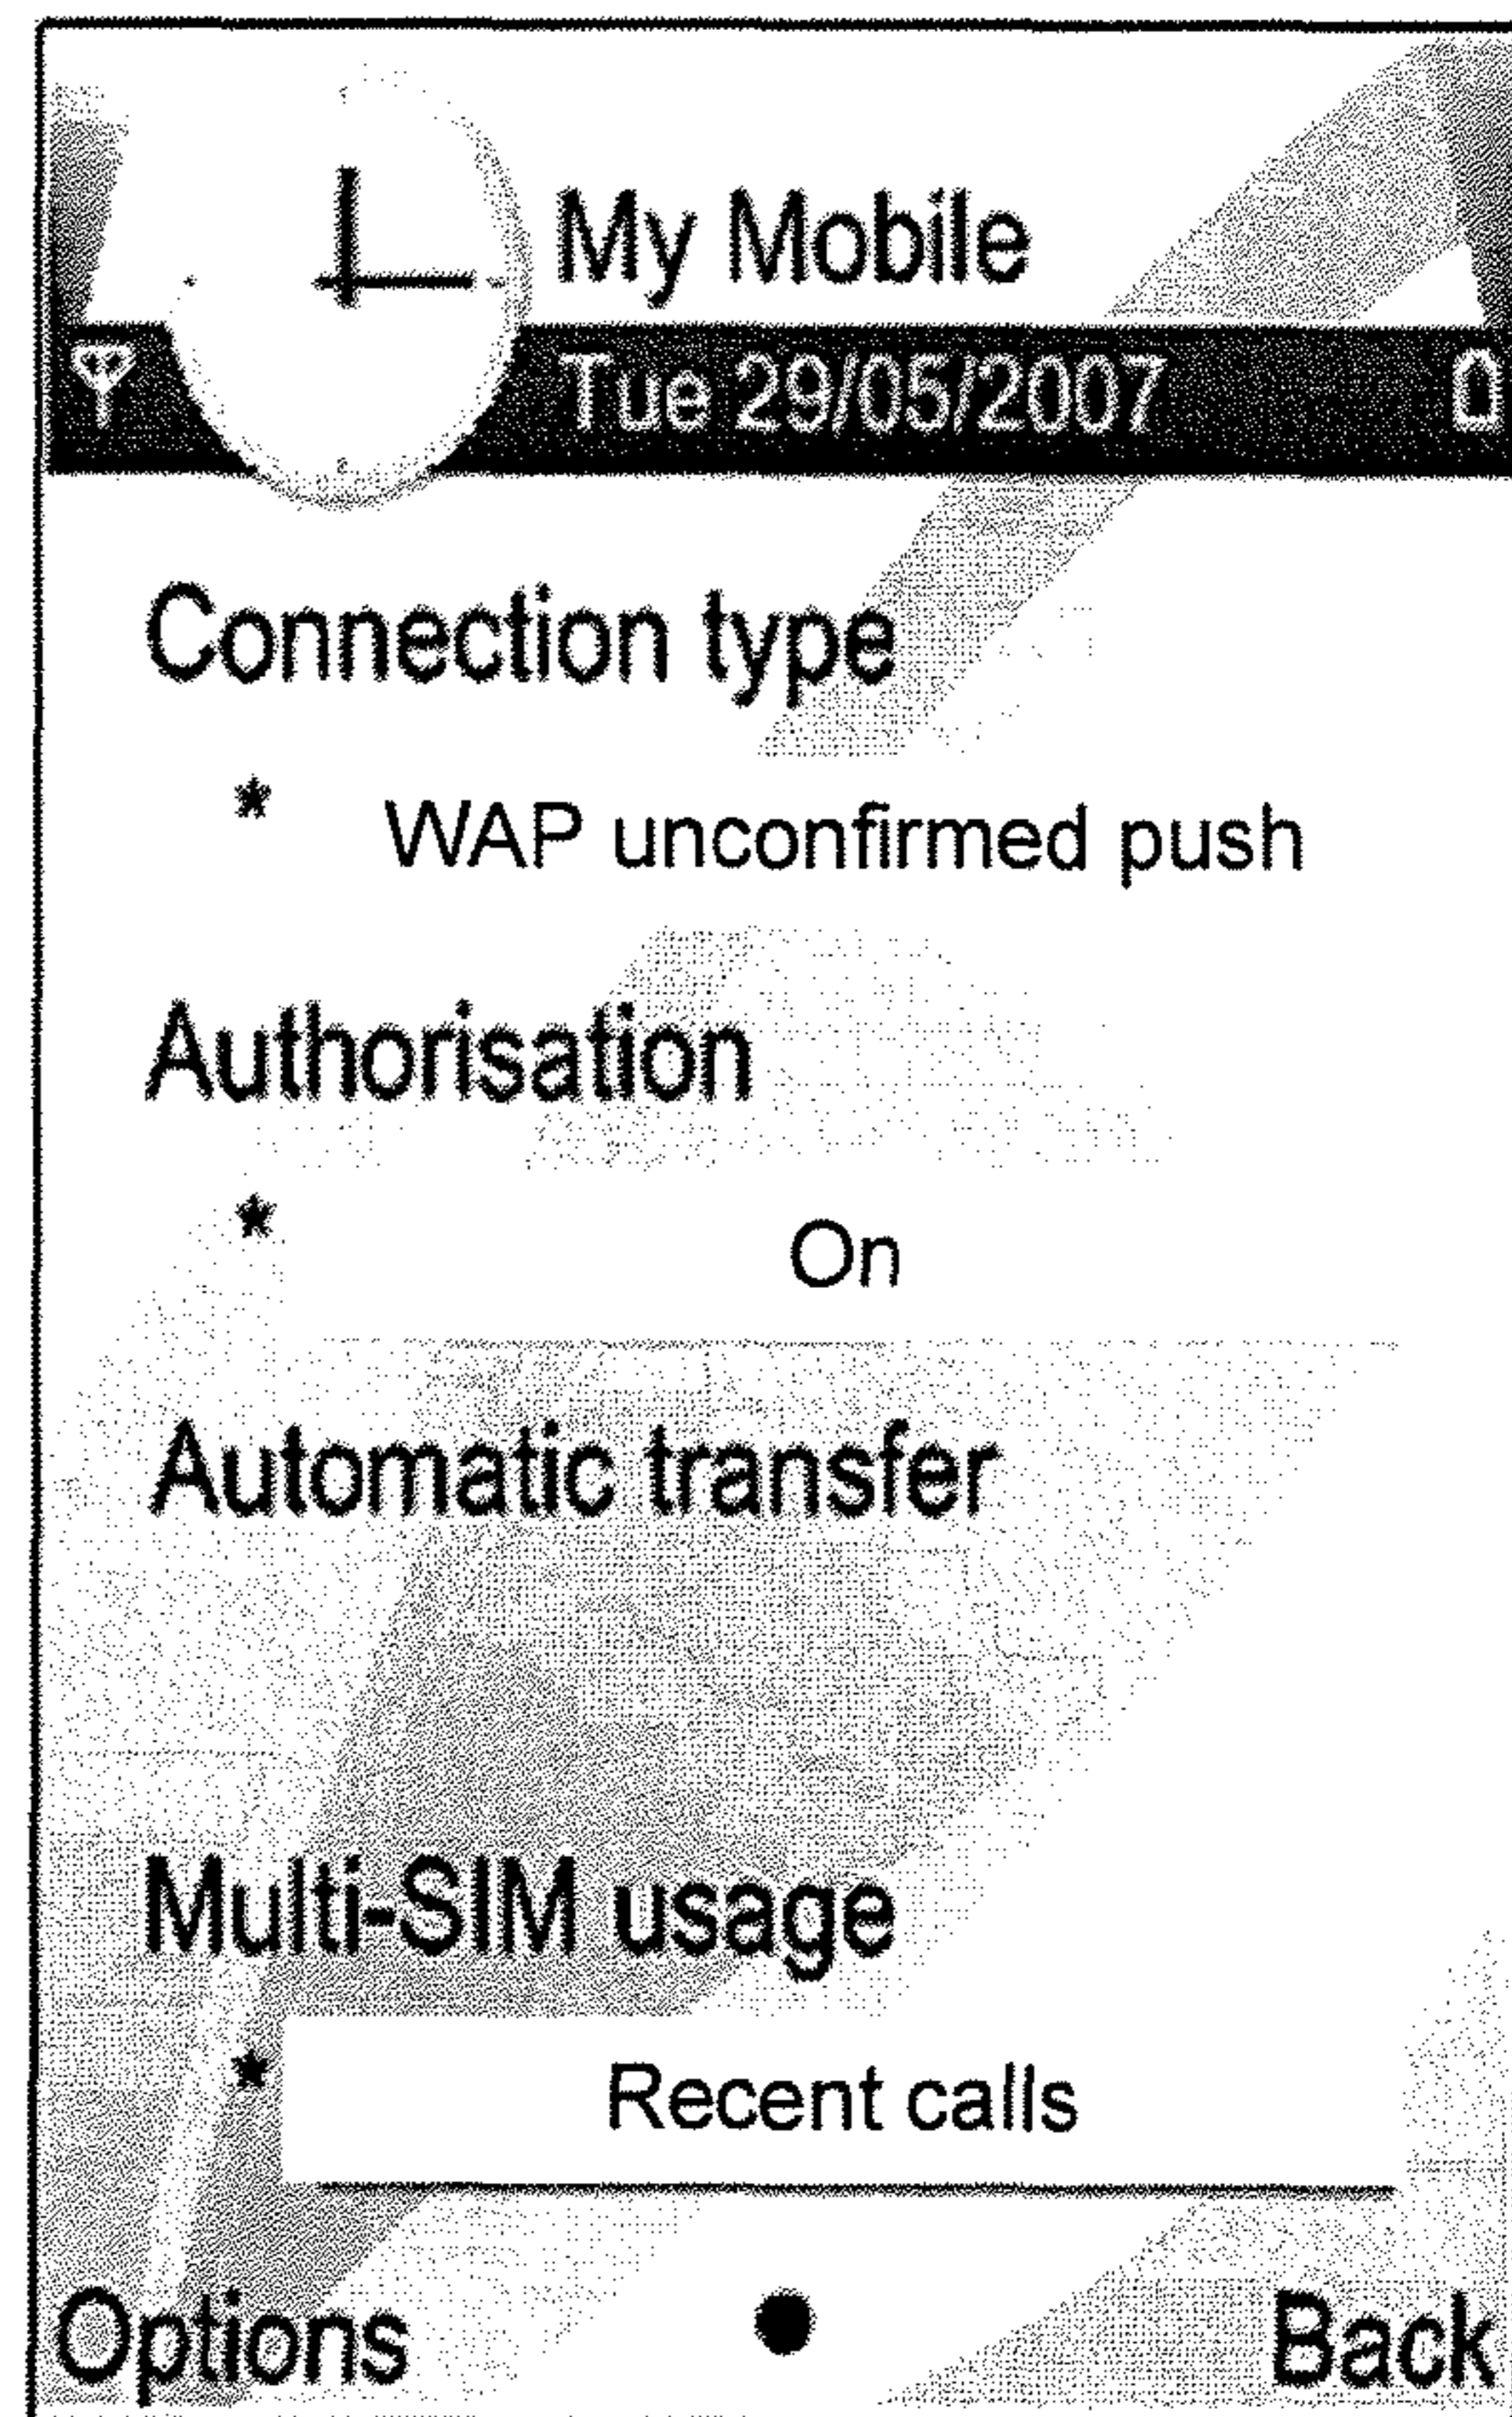 My Mobile
Tue 29/05/2007
Connection type
* WAP unconfirmed push
Authorisation
* On
Automatic transfer
Multi-SIM usage
* Recent calls
Options
Back